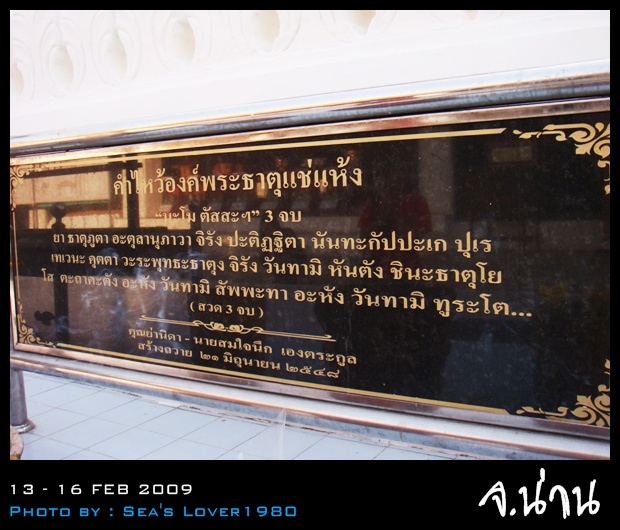 คำไหว้องค์พระธาตุแช่แห้ง
“นะโม ตัสสะฯ” 3 จบ
ยา ธาตุภูตา อะตุลานุภาวา จิรัง ปะติฏฐิตา นันทะกัปปะเก ปุเร
เทเวนะ คุตตา วะระพุทธะธาตุง จิรัง วันทามิ หันตัง ชินะธาตุโย
โส ตะถาคะตัง อะหัง วันทามิ สัพพะทา อะหัง วันทามิ ทูระโต...
( สวด 3 จบ )
คุณย่านิดา - นายสมใจนึก เองตระกูล
สร้างถวาย ๒๑ มิถุนายน ๒๕๔๘
13 - 16 FEB 2009
Photo by : Sea's Lover1980
จ.น่าน